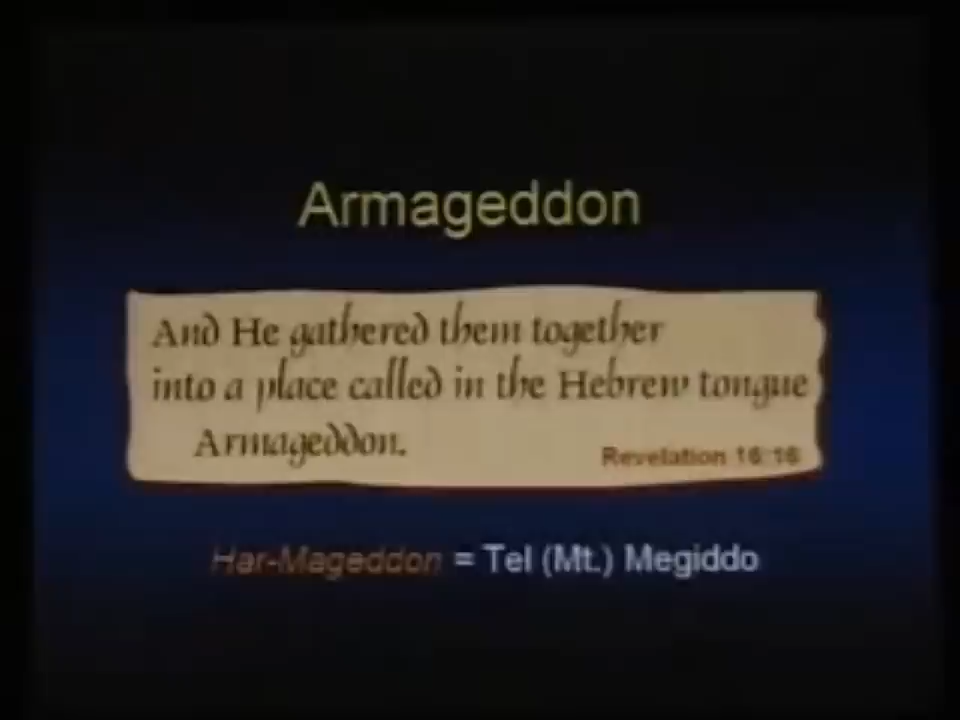 Armageddon
And He gathered them together
into a place called in the Hebrew tongue
Armageddon.
Revelation 16:16
Har-Mageddon = Tel (Mt.) Megiddo